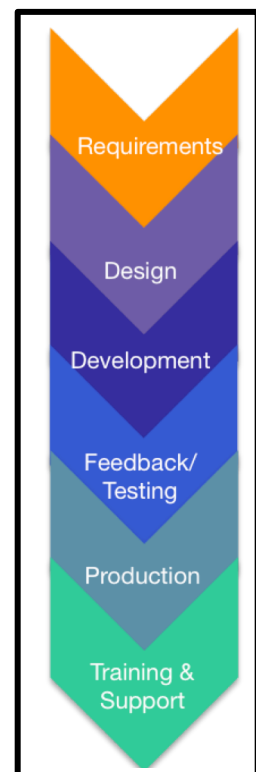 Requirements
Design
Development
Feedback/
Testing
Production
Training &
Support